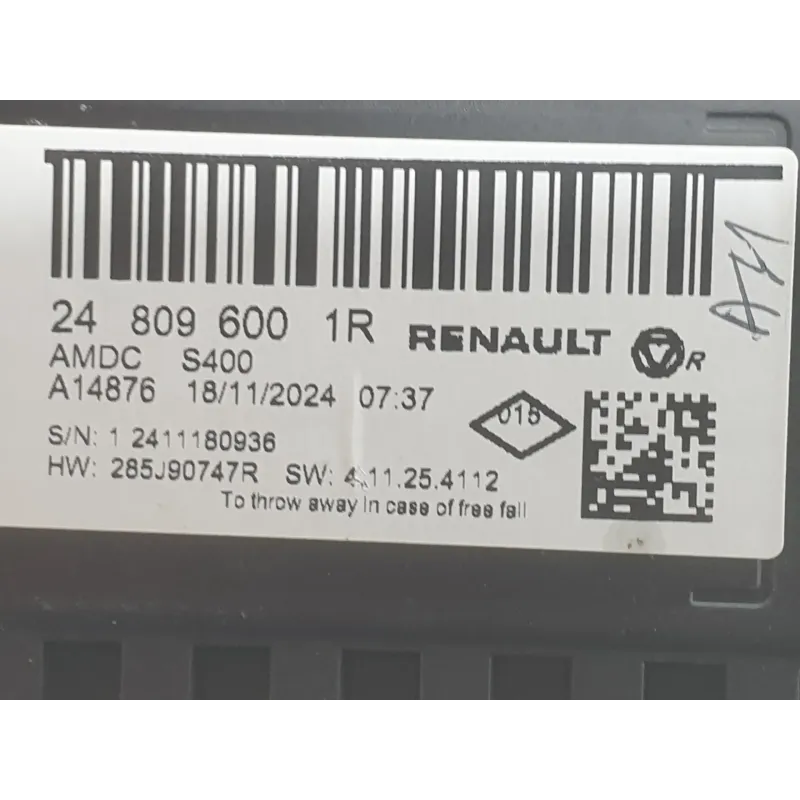 24 809 600 1R RENAULT R
AMDC S400
A14876 18/11/2024 07:37
018
S/N: 1 2411180936
HW: 285J90747R SW: 4.11.25.4112
To throw away in case of free fall